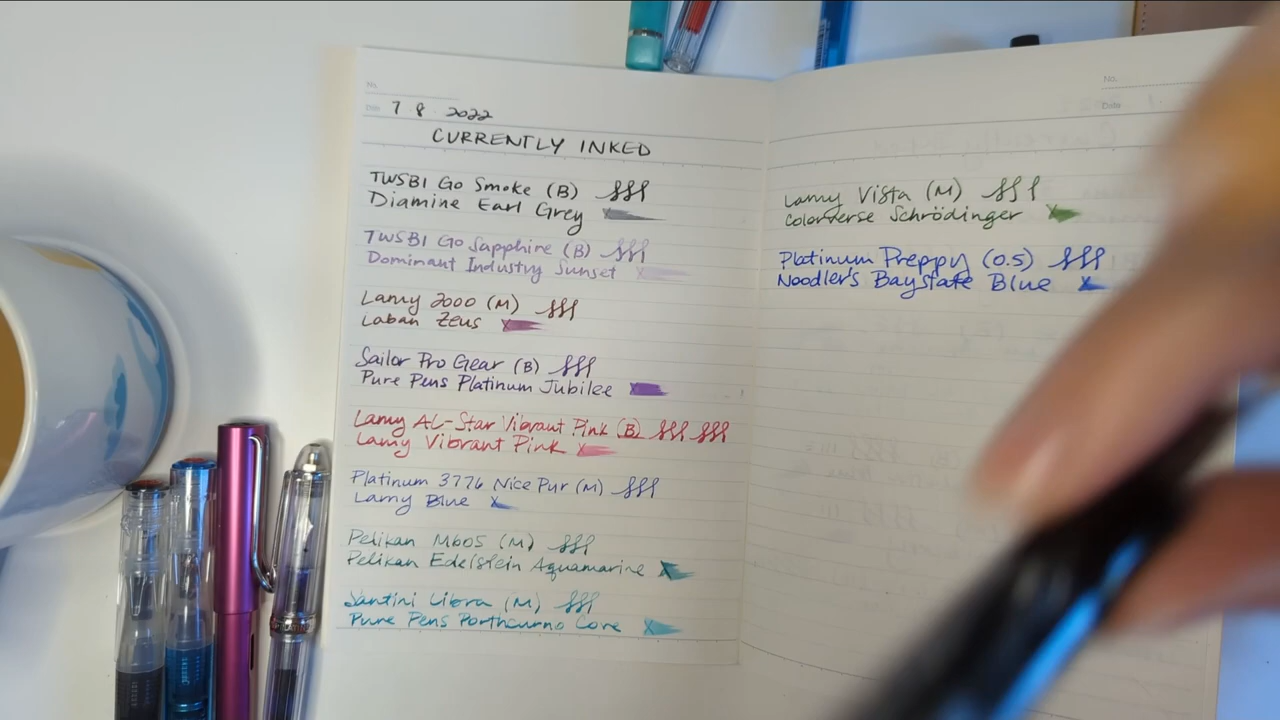 No.
Date 7 8 2022
CURRENTLY INKED
TWSBI Go Smoke (B)
Diamine Earl Grey
TWSBI Go Sapphire (B)
Dominant Industry Sunset
Lamy 2000 (M)
Laban Zeus
Sailor Pro Gear (B)
Pure Pens Platinum Jubilee
Lamy AL-Star Vibrant Pink (B)
Lamy Vibrant Pink
Platinum 3776 Nice Pur (M)
Lamy Blue
Pelikan M605 (M)
Pelikan Edelstein Aquamarine
Santini Libra (M)
Pure Pens Porthcurno Cove
No.
Date
Lamy Vista (M)
Colorverse Schrödinger
Platinum Preppy (0.5)
Noodler's Baystate Blue